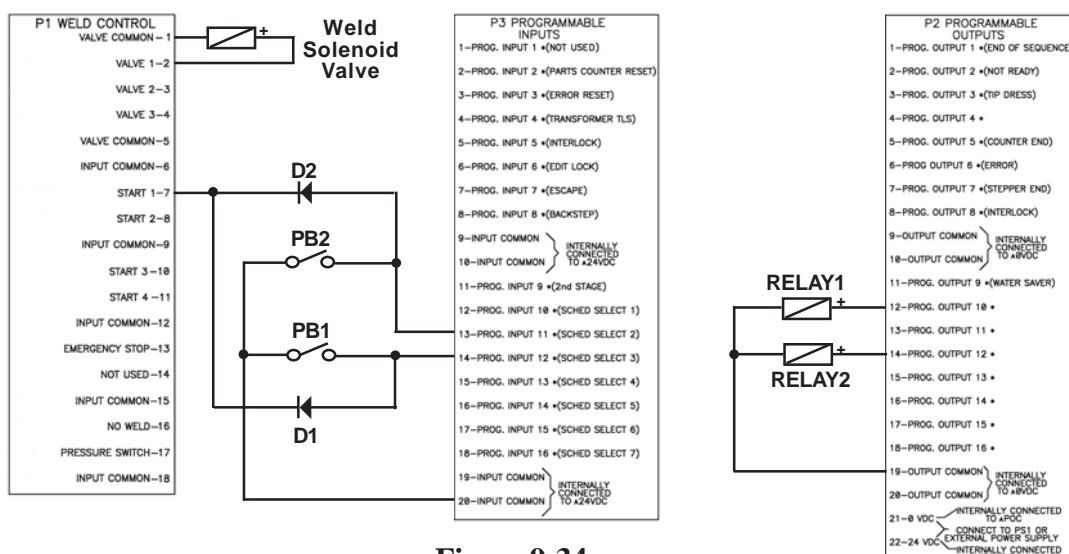 P1 WELD CONTROL
VALVE COMMON–1
VALVE 1–2
VALVE 2–3
VALVE 3–4
VALVE COMMON–5
INPUT COMMON–6
START 1–7
START 2–8
INPUT COMMON–9
START 3–10
START 4–11
INPUT COMMON–12
EMERGENCY STOP–13
NOT USED–14
INPUT COMMON–15
NO WELD–16
PRESSURE SWITCH–17
INPUT COMMON–18
+
Weld
Solenoid
Valve
D2
PB2
PB1
D1
P3 PROGRAMMABLE
INPUTS
1–PROG. INPUT 1 *(NOT USED)
2–PROG. INPUT 2 *(PARTS COUNTER RESET)
3–PROG. INPUT 3 *(ERROR RESET)
4–PROG. INPUT 4 *(TRANSFORMER TLS)
5–PROG. INPUT 5 *(INTERLOCK)
6–PROG. INPUT 6 *(EDIT LOCK)
7–PROG. INPUT 7 *(ESCAPE)
8–PROG. INPUT 8 *(BACKSTEP)
9–INPUT COMMON
10–INPUT COMMON
INTERNALLY
CONNECTED
TO ▲24VDC
11–PROG. INPUT 9 *(2nd STAGE)
12–PROG. INPUT 10 *(SCHED SELECT 1)
13–PROG. INPUT 11 *(SCHED SELECT 2)
14–PROG. INPUT 12 *(SCHED SELECT 3)
15–PROG. INPUT 13 *(SCHED SELECT 4)
16–PROG. INPUT 14 *(SCHED SELECT 5)
17–PROG. INPUT 15 *(SCHED SELECT 6)
18–PROG. INPUT 16 *(SCHED SELECT 7)
19–INPUT COMMON
20–INPUT COMMON
INTERNALLY
CONNECTED
TO ▲24VDC
RELAY1
+
RELAY2
+
P2 PROGRAMMABLE
OUTPUTS
1–PROG. OUTPUT 1 *(END OF SEQUENCE
2–PROG. OUTPUT 2 *(NOT READY)
3–PROG. OUTPUT 3 *(TIP DRESS)
4–PROG. OUTPUT 4 *
5–PROG. OUTPUT 5 *(COUNTER END)
6–PROG OUTPUT 6 *(ERROR)
7–PROG. OUTPUT 7 *(STEPPER END)
8–PROG. OUTPUT 8 *(INTERLOCK)
9–OUTPUT COMMON
10–OUTPUT COMMON
INTERNALLY
CONNECTED
TO ▲0VDC
11–PROG. OUTPUT 9 *(WATER SAVER)
12–PROG. OUTPUT 10 *
13–PROG. OUTPUT 11 *
14–PROG. OUTPUT 12 *
15–PROG. OUTPUT 13 *
16–PROG. OUTPUT 14 *
17–PROG. OUTPUT 15 *
18–PROG. OUTPUT 16 *
19–OUTPUT COMMON
20–OUTPUT COMMON
INTERNALLY
CONNECTED
TO ▲0VDC
21–0 VDC
INTERNALLY CONNECTED
TO ▲POC
CONNECT TO PS1 OR
EXTERNAL POWER SUPPLY
22–24 VDC
INTERNALLY CONNECTED